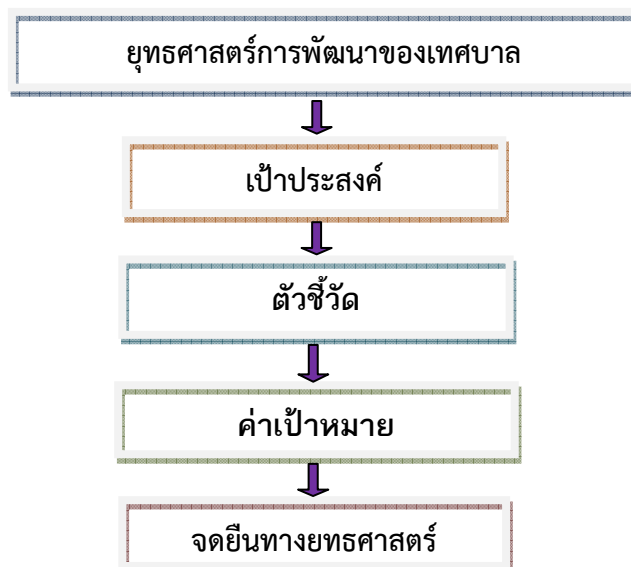 ยุทธศาสตร์การพัฒนาของเทศบาล
เป้าประสงค์
ตัวชี้วัด
ค่าเป้าหมาย
จดยืนทางยทธศาสตร์